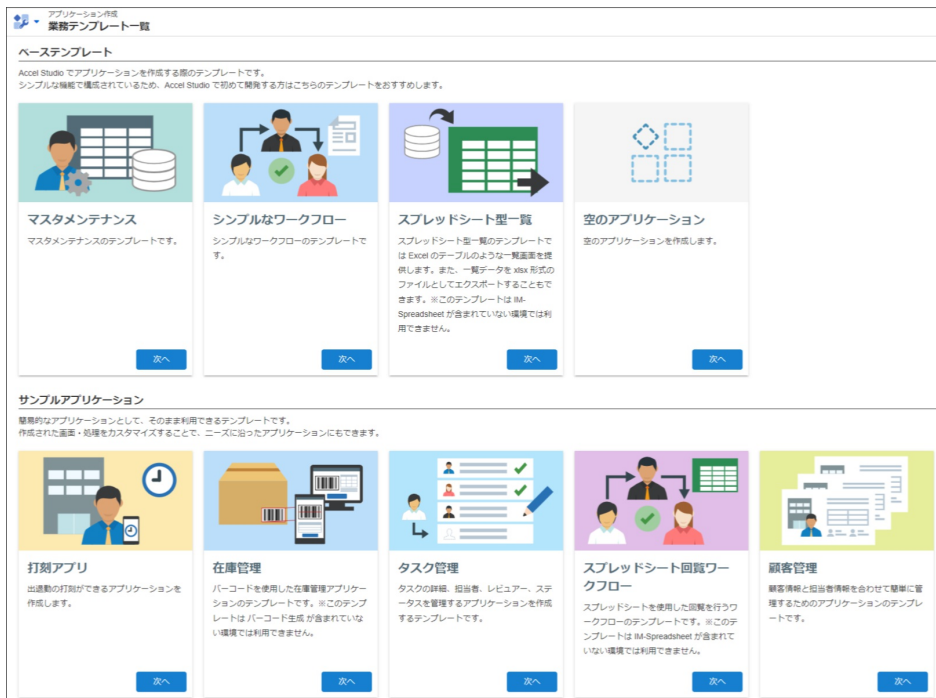 アプリケーション作成
業務テンプレート一覧
ベーステンプレート
Accel Studio でアプリケーションを作成する際のテンプレートです。
シンプルな機能で構成されているため、Accel Studio で初めて開発する方はこちらのテンプレートをおすすめします。
マスタメンテナンス
マスタメンテナンスのテンプレートです。
次へ
シンプルなワークフロー
シンプルなワークフローのテンプレートで
す。
次へ
スプレッドシート型一覧
スプレッドシート型一覧のテンプレートで
は Excel のテーブルのような一覧画面を提
供します。また、一覧データを xlsx 形式の
ファイルとしてエクスポートすることもで
きます。※このテンプレートは IM-
Spreadsheet が含まれていない環境では利
用できません。
次へ
空のアプリケーション
空のアプリケーションを作成します。
次へ
サンプルアプリケーション
簡易的なアプリケーションとして、そのまま利用できるテンプレートです。
作成された画面・処理をカスタマイズすることで、ニーズに沿ったアプリケーションにもできます。
打刻アプリ
出退勤の打刻ができるアプリケーションを
作成します。
次へ
在庫管理
バーコードを使用した在庫管理アプリケー
ションのテンプレートです。※このテンプ
レートは バーコード生成 が含まれていな
い環境では利用できません。
次へ
タスク管理
タスクの詳細、担当者、レビュアー、ステ
ータスを管理するアプリケーションを作成
するテンプレートです。
次へ
スプレッドシート回覧ワー
クフロー
スプレッドシートを使用した回覧を行うワ
ークフローのテンプレートです。※このテ
ンプレートは IM-Spreadsheet が含まれて
いない環境では利用できません。
次へ
顧客管理
顧客情報と担当者情報を合わせて簡単に管
理するためのアプリケーションのテンプレ
ートです。
次へ